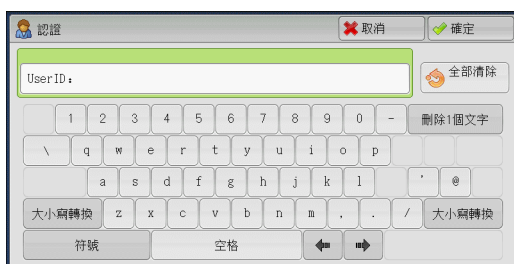 認證 取消 確定
UserID: 全部清除
1 2 3 4 5 6 7 8 9 0 - 刪除1個文字
\ q w e r t y u i o p
a s d f g h j k l ' @
大小寫轉換 z x c v b n m , . / 大小寫轉換
符號 空格